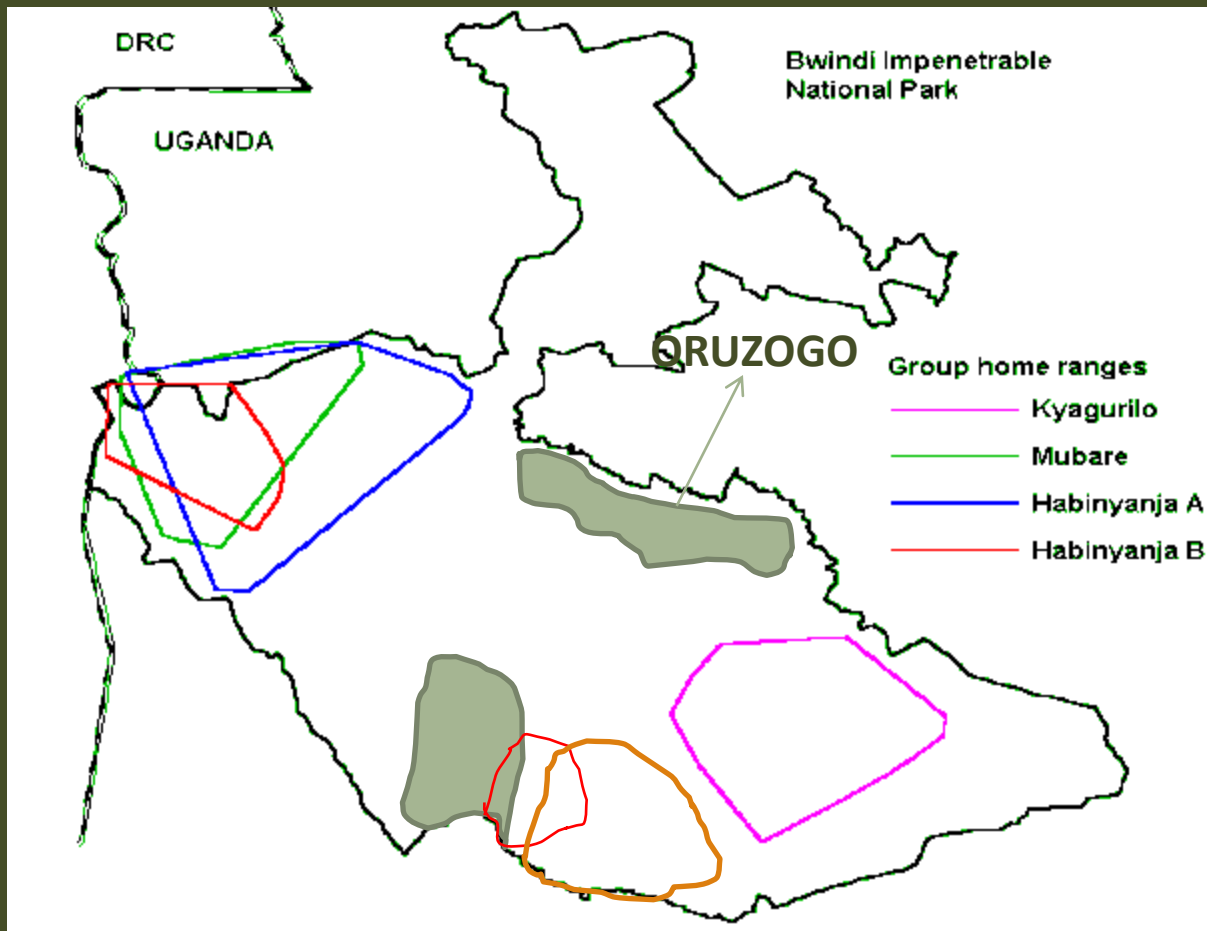 DRC
UGANDA
Bwindi Impenetrable
National Park
ORUZOGO
Group home ranges
Kyagurilo
Mubare
Habinyanja A
Habinyanja B